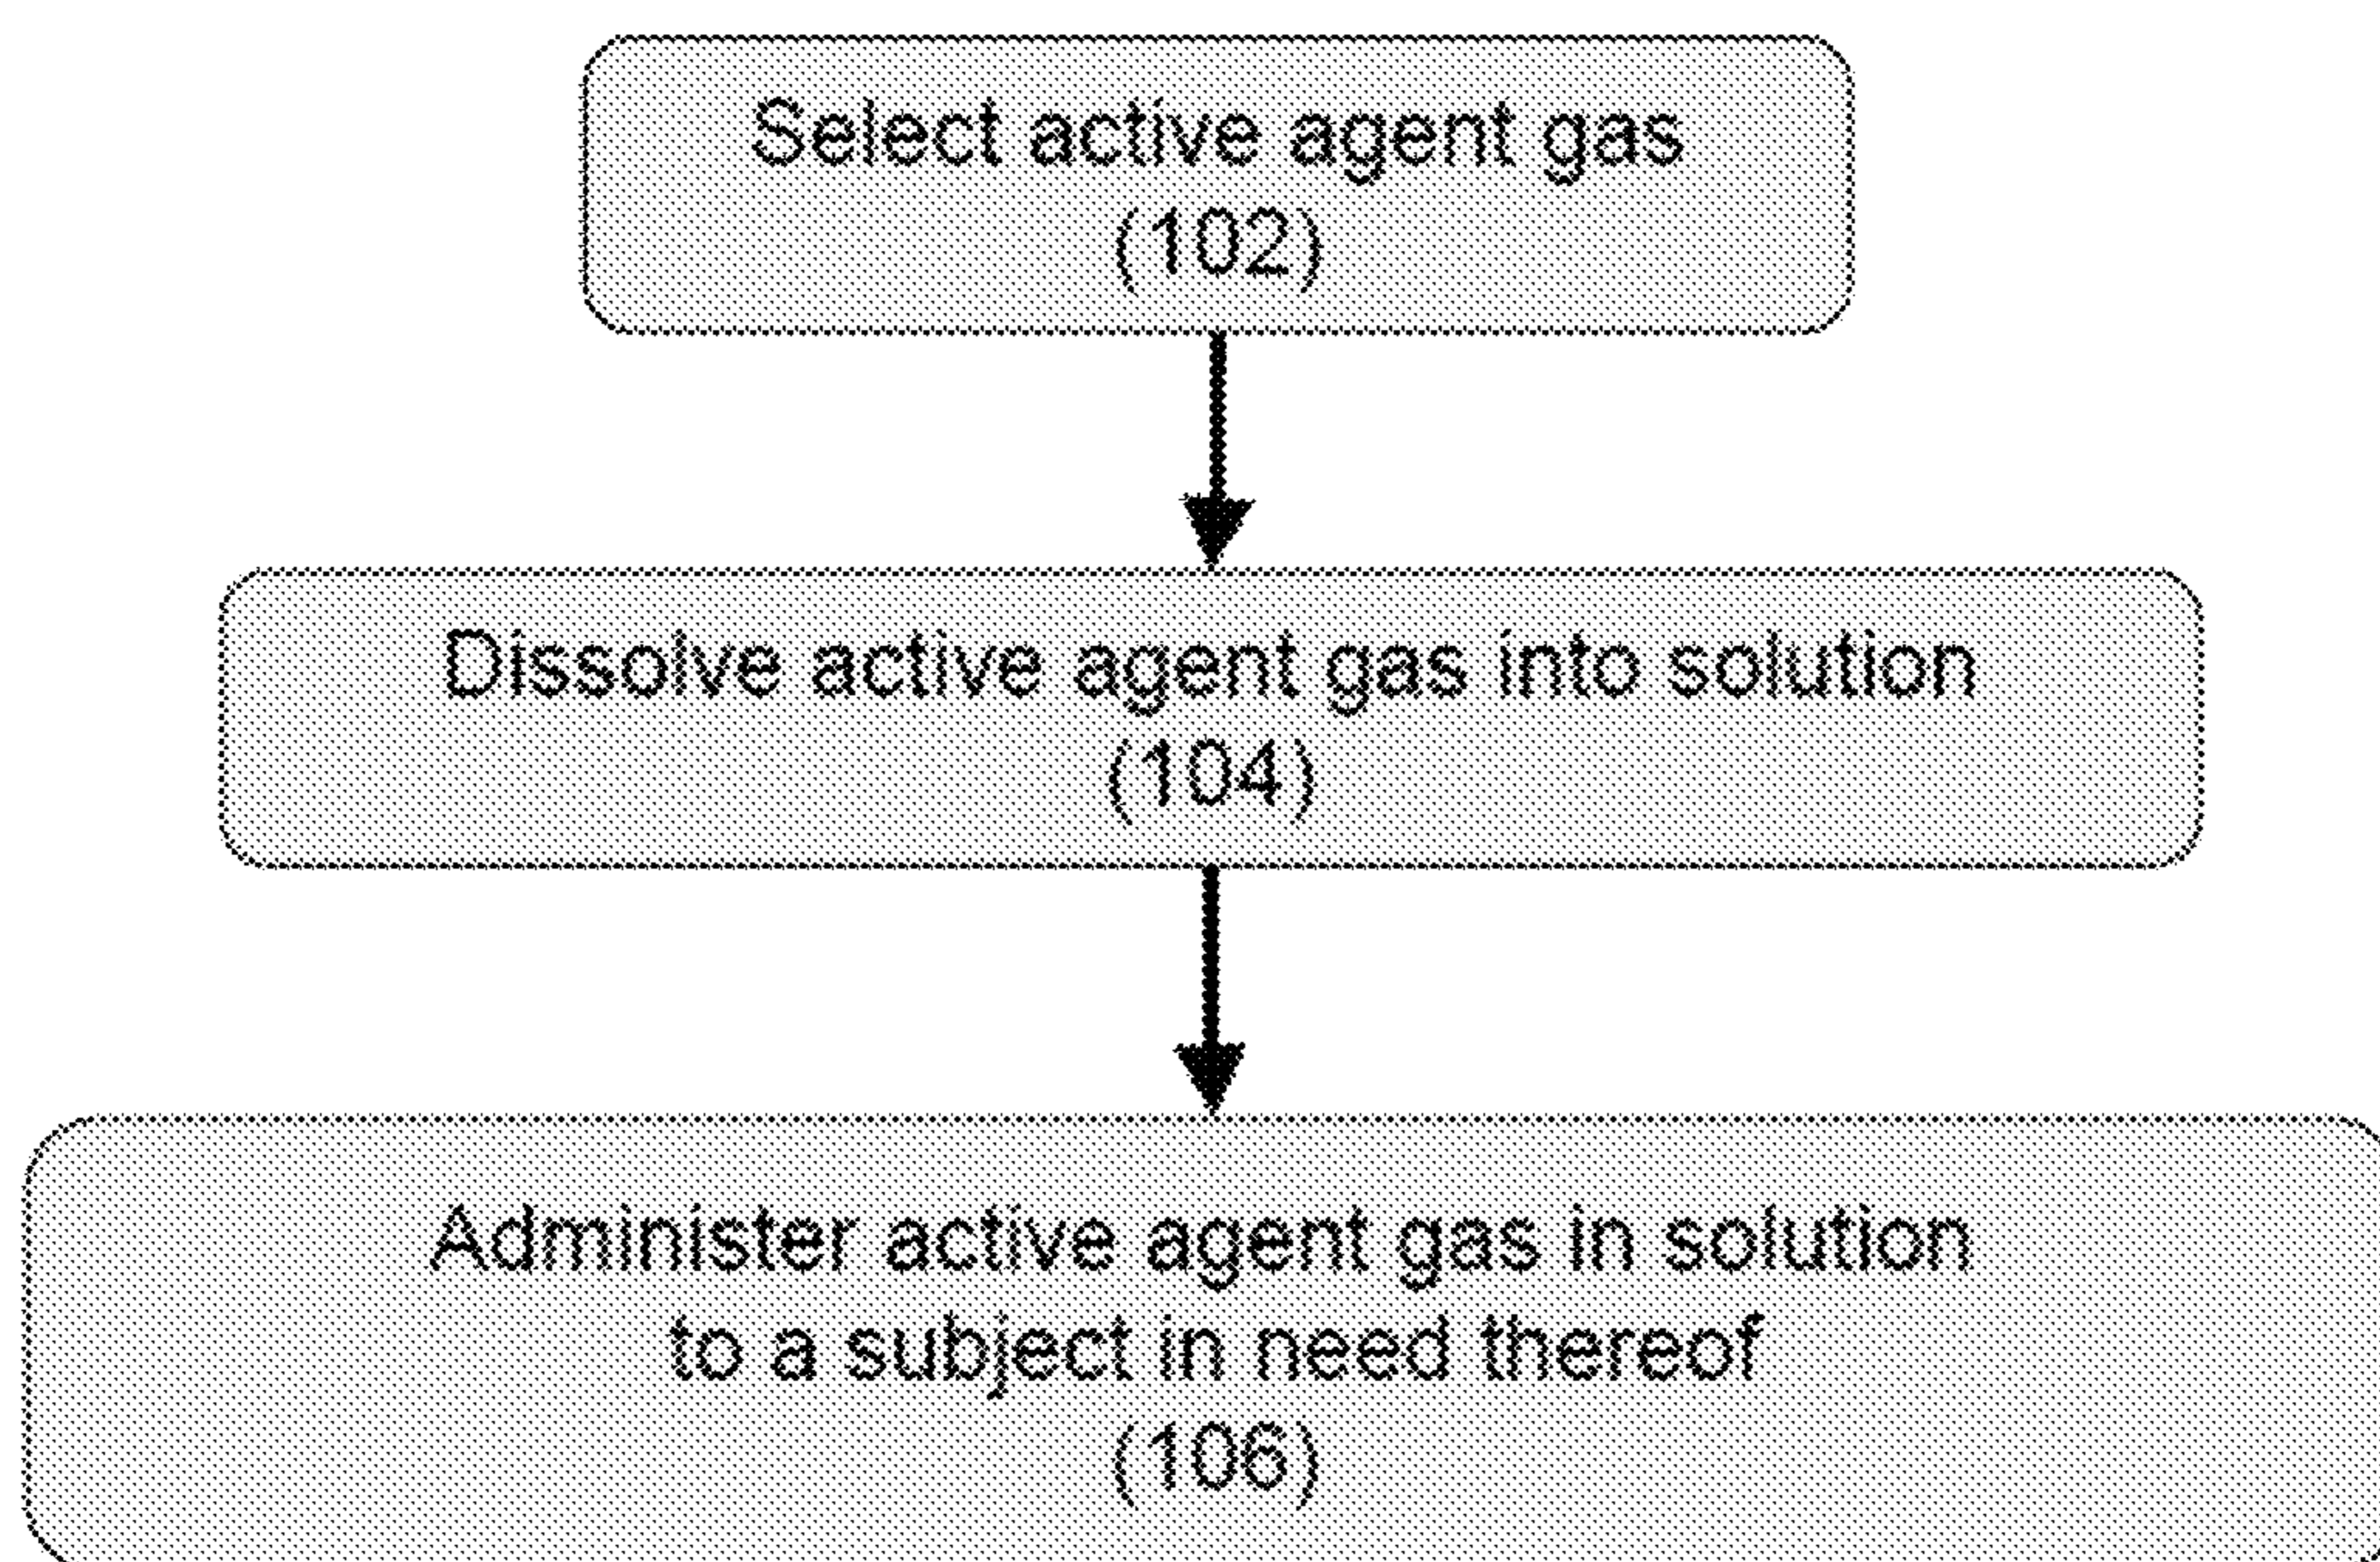 Select active agent gas
(102)
Dissolve active agent gas into solution
(104)
Administer active agent gas in solution
to a subject in need thereof
(106)